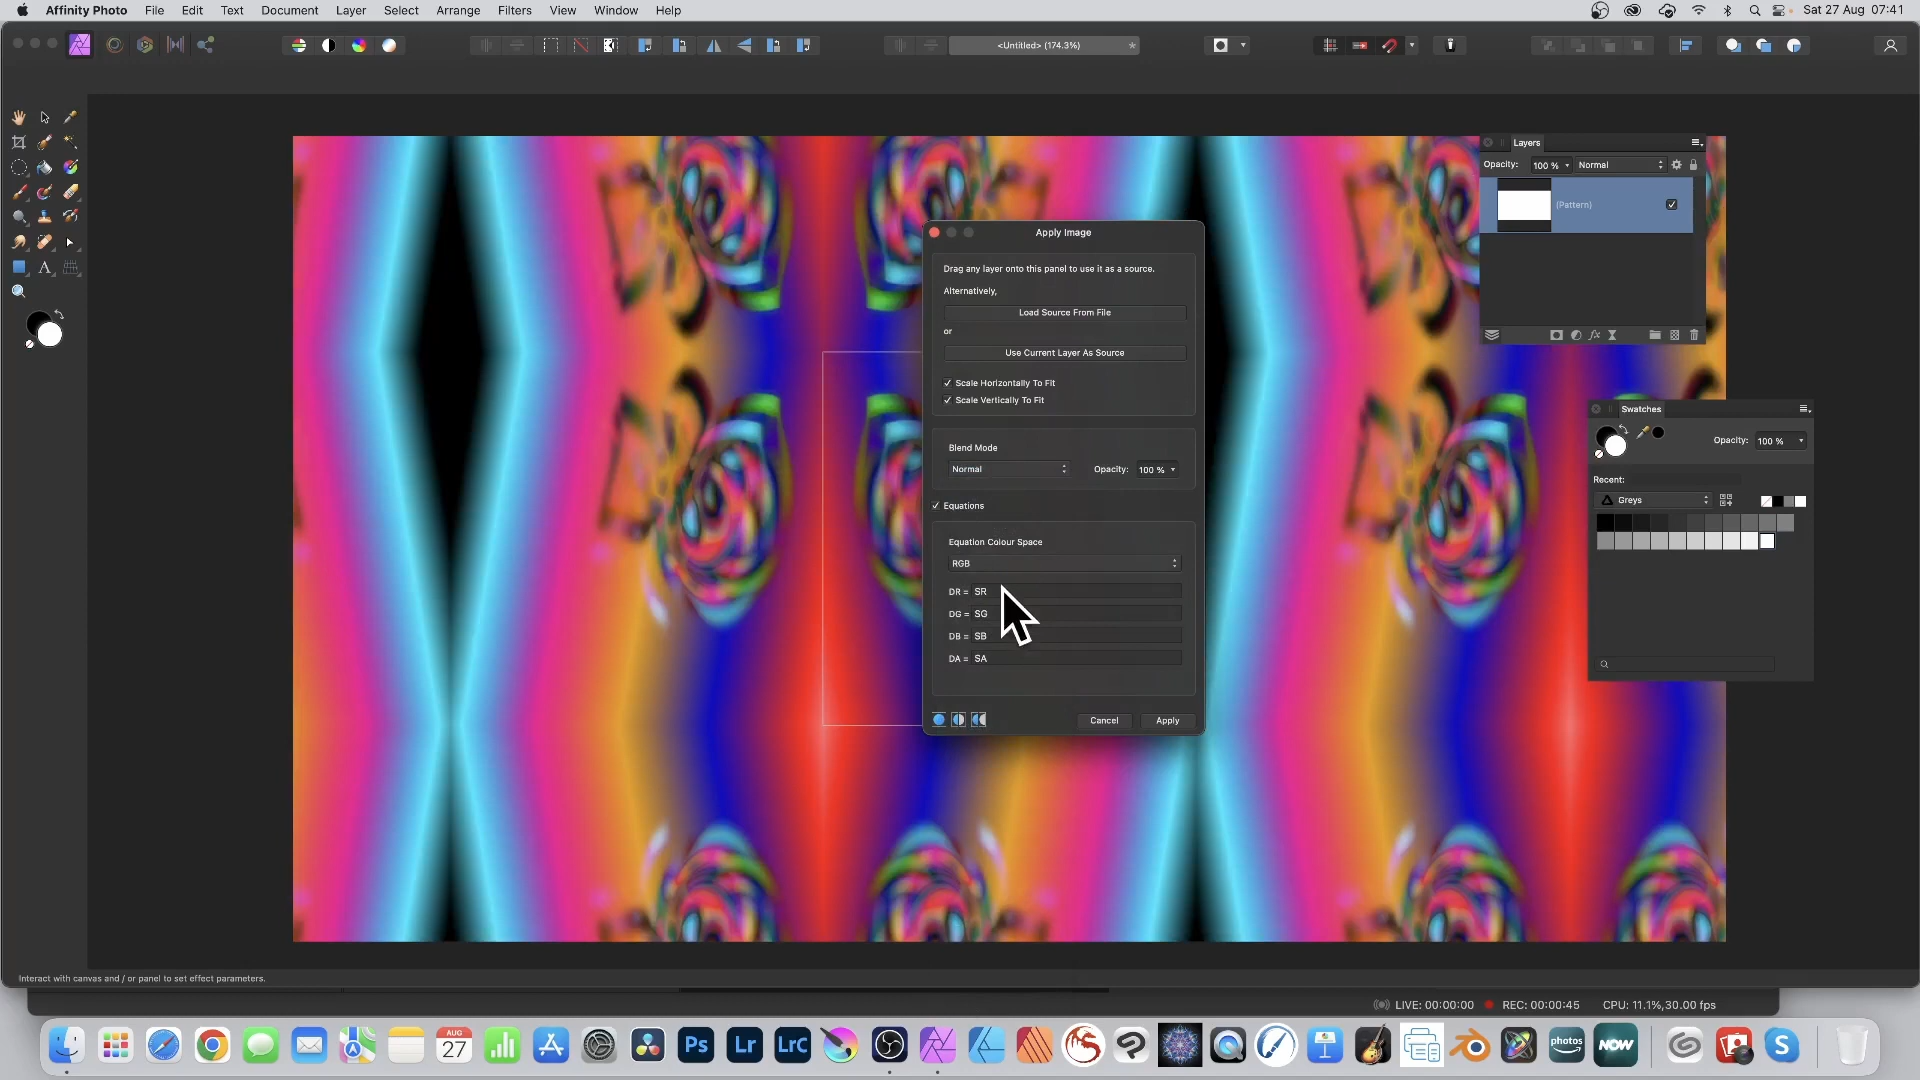 Affinity Photo File Edit Text Document Layer Select Arrange Filters View Window Help Sat 27 Aug 07:41
<Untitled> (174.3%)
Layers
Opacity: 100 % Normal
(Pattern)
Apply Image
Drag any layer onto this panel to use it as a source.
Alternatively,
Load Source From File
or
Use Current Layer As Source
Scale Horizontally To Fit
Scale Vertically To Fit
Blend Mode
Normal Opacity: 100 %
Equations
Equation Colour Space
RGB
DR = SR
DG = SG
DB = SB
DA = SA
Cancel Apply
Swatches
Opacity: 100 %
Recent:
Greys
Interact with canvas and / or panel to set effect parameters.
LIVE: 00:00:00 REC: 00:00:45 CPU: 11.1%,30.00 fps
AUG
27
Ps
Lr
LrC
photos
NOW
S